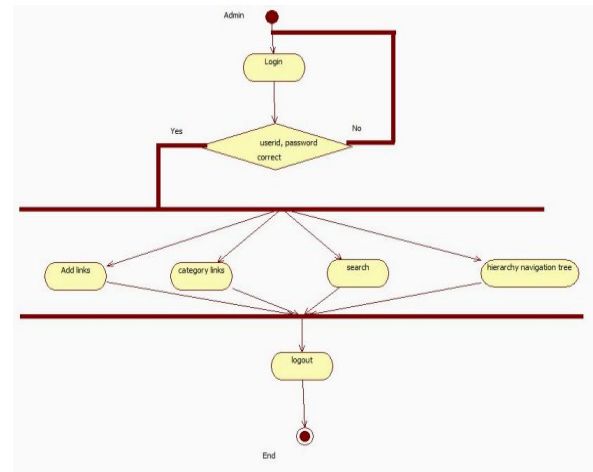 Admin
Login
Yes
No
userid, password
correct
Add links
category links
search
hierarchy navigation tree
logout
End